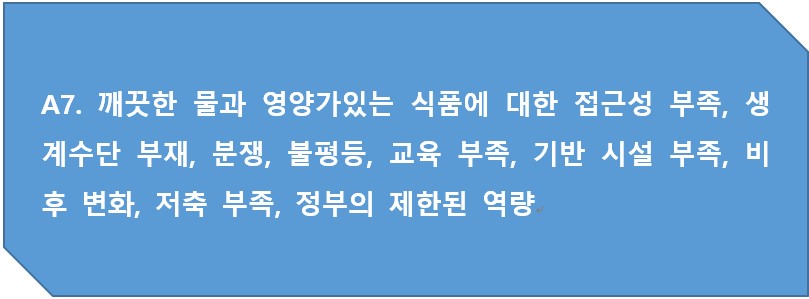 A7. 깨끗한 물과 영양가있는 식품에 대한 접근성 부족, 생
계수단 부재, 분쟁, 불평등, 교육 부족, 기반 시설 부족, 비
후 변화, 저축 부족, 정부의 제한된 역량